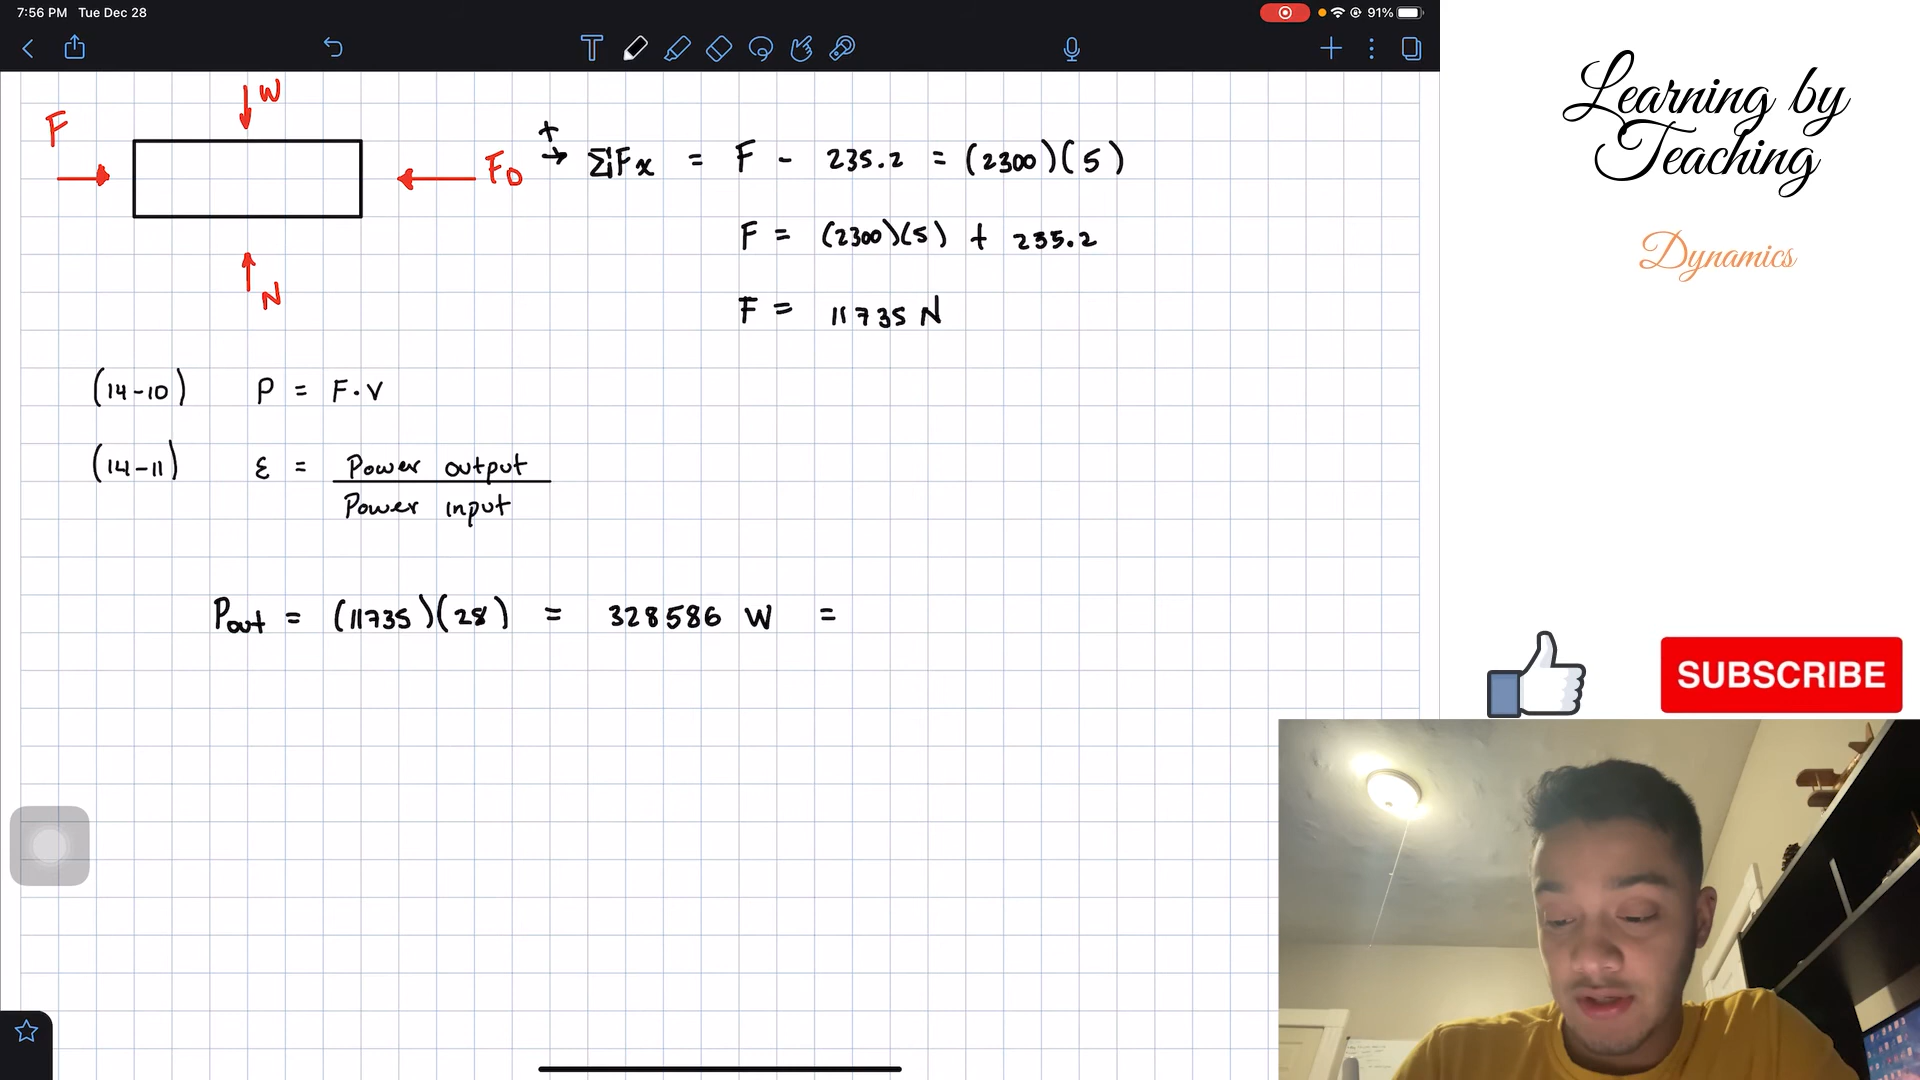 7:56 PM Tue Dec 28
91%
T
Learning by
Teaching
Dynamics
W
F
F_D
N
+
→ ΣFx = F - 235.2 = (2300)(5)
F = (2300)(5) + 235.2
F = 11735 N
(14-10) P = F·V
(14-11) ε = Power output
Power input
Pout = (11735)(28) = 328586 W =
SUBSCRIBE